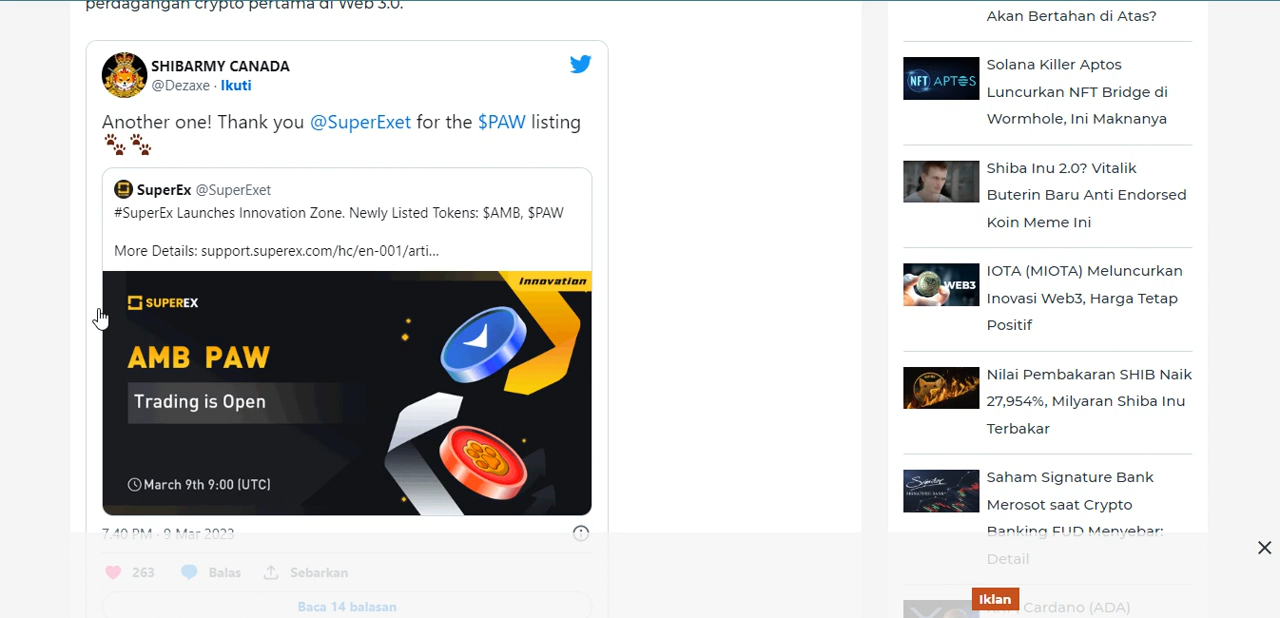 perdagangan crypto pertama di Web 3.0.
SHIBARMY CANADA
@Dezaxe · Ikuti
Another one! Thank you @SuperExet for the $PAW listing
SuperEx @SuperExet
#SuperEx Launches Innovation Zone. Newly Listed Tokens: $AMB, $PAW
More Details: support.superex.com/hc/en-001/arti...
Innovation
SUPEREX
AMB PAW
Trading is Open
March 9th 9:00 (UTC)
7.40 PM · 9 Mar 2023
263 Balas Sebarkan
Baca 14 balasan
Akan Bertahan di Atas?
NFT APTOS
Solana Killer Aptos
Luncurkan NFT Bridge di
Wormhole, Ini Maknanya
Shiba Inu 2.0? Vitalik
Buterin Baru Anti Endorsed
Koin Meme Ini
WEB3
IOTA (MIOTA) Meluncurkan
Inovasi Web3, Harga Tetap
Positif
Nilai Pembakaran SHIB Naik
27,954%, Milyaran Shiba Inu
Terbakar
Saham Signature Bank
Merosot saat Crypto
Banking FUD Menyebar:
Detail
Iklan
Cardano (ADA)